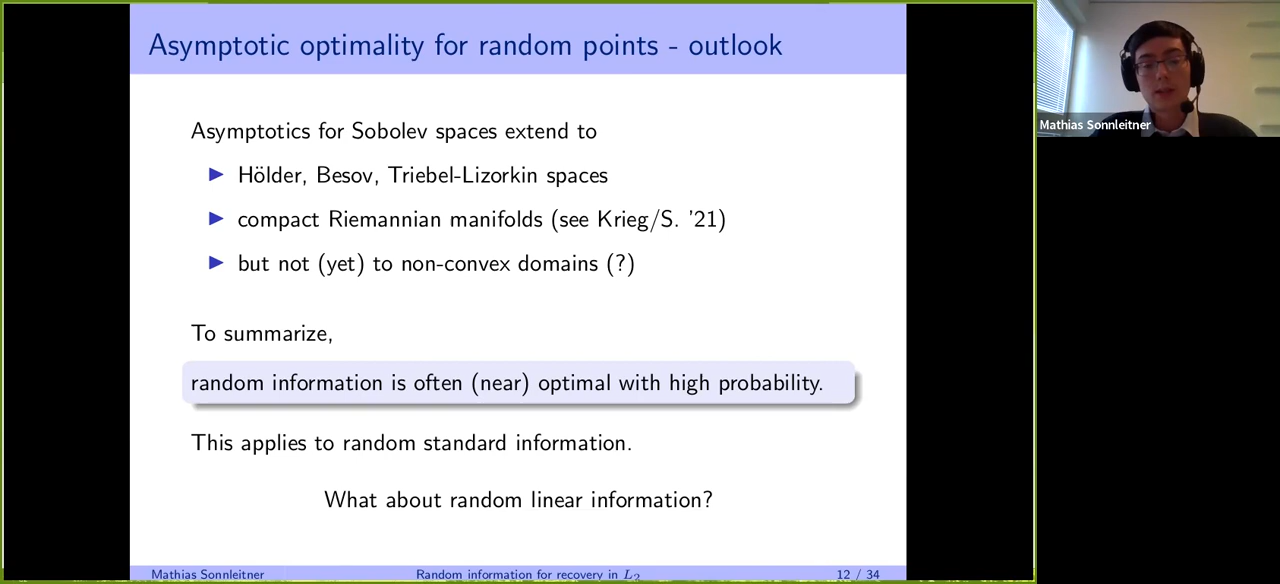 Asymptotic optimality for random points - outlook
Asymptotics for Sobolev spaces extend to
Hölder, Besov, Triebel-Lizorkin spaces
compact Riemannian manifolds (see Krieg/S. '21)
but not (yet) to non-convex domains (?)
To summarize,
random information is often (near) optimal with high probability.
This applies to random standard information.
What about random linear information?
Mathias Sonnleitner
Random information for recovery in L₂
12 / 34
Mathias Sonnleitner